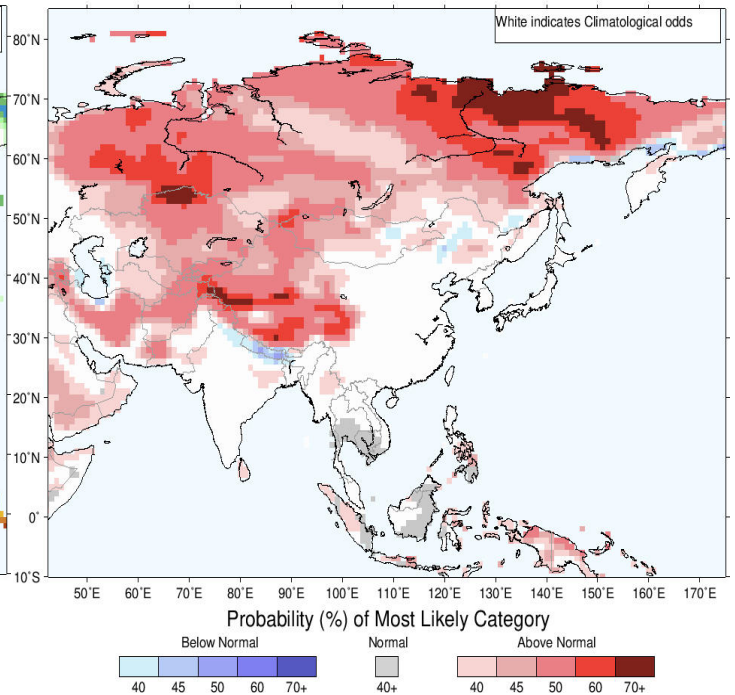 White indicates Climatological odds
80˚N
70˚N
60˚N
50˚N
40˚N
30˚N
20˚N
10˚N
0˚
10˚S
50˚E 60˚E 70˚E 80˚E 90˚E 100˚E 110˚E 120˚E 130˚E 140˚E 150˚E 160˚E 170˚E
Probability (%) of Most Likely Category
Below Normal Normal Above Normal
40 45 50 60 70+ 40+ 40 45 50 60 70+